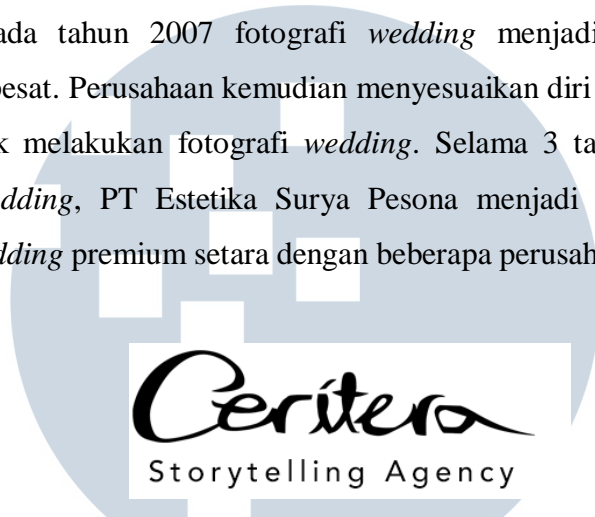 ada tahun 2007 fotografi wedding menjadi
pesat. Perusahaan kemudian menyesuaikan diri
k melakukan fotografi wedding. Selama 3 ta
dding, PT Estetika Surya Pesona menjadi
dding premium setara dengan beberapa perusah
Ceritera
Storytelling Agency